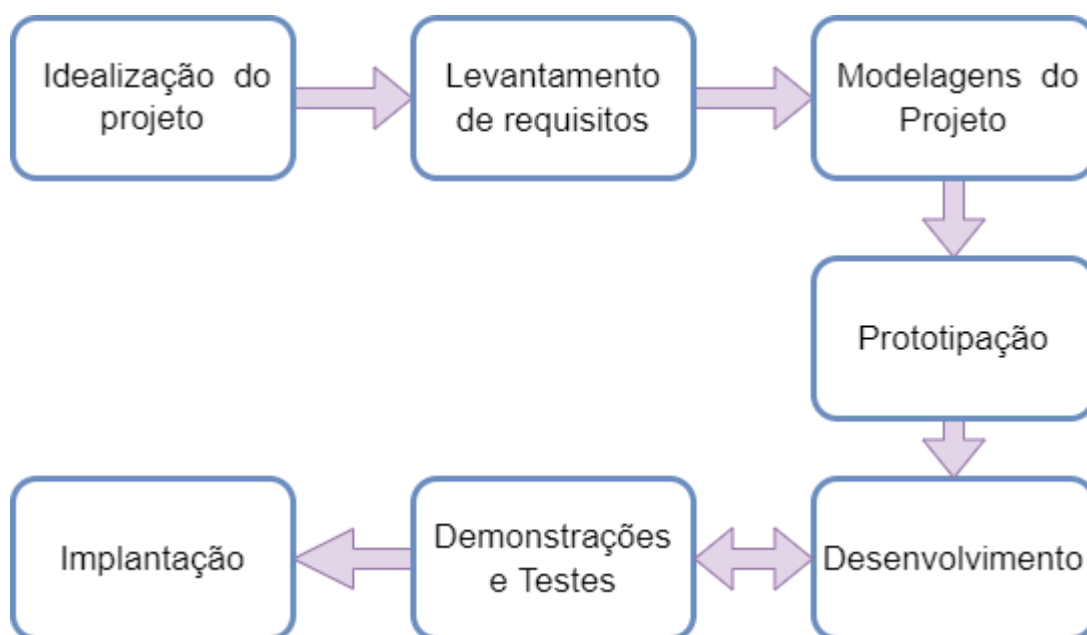 Idealização do
projeto
Levantamento
de requisitos
Modelagens do
Projeto
Prototipação
Implantação
Demonstrações
e Testes
Desenvolvimento